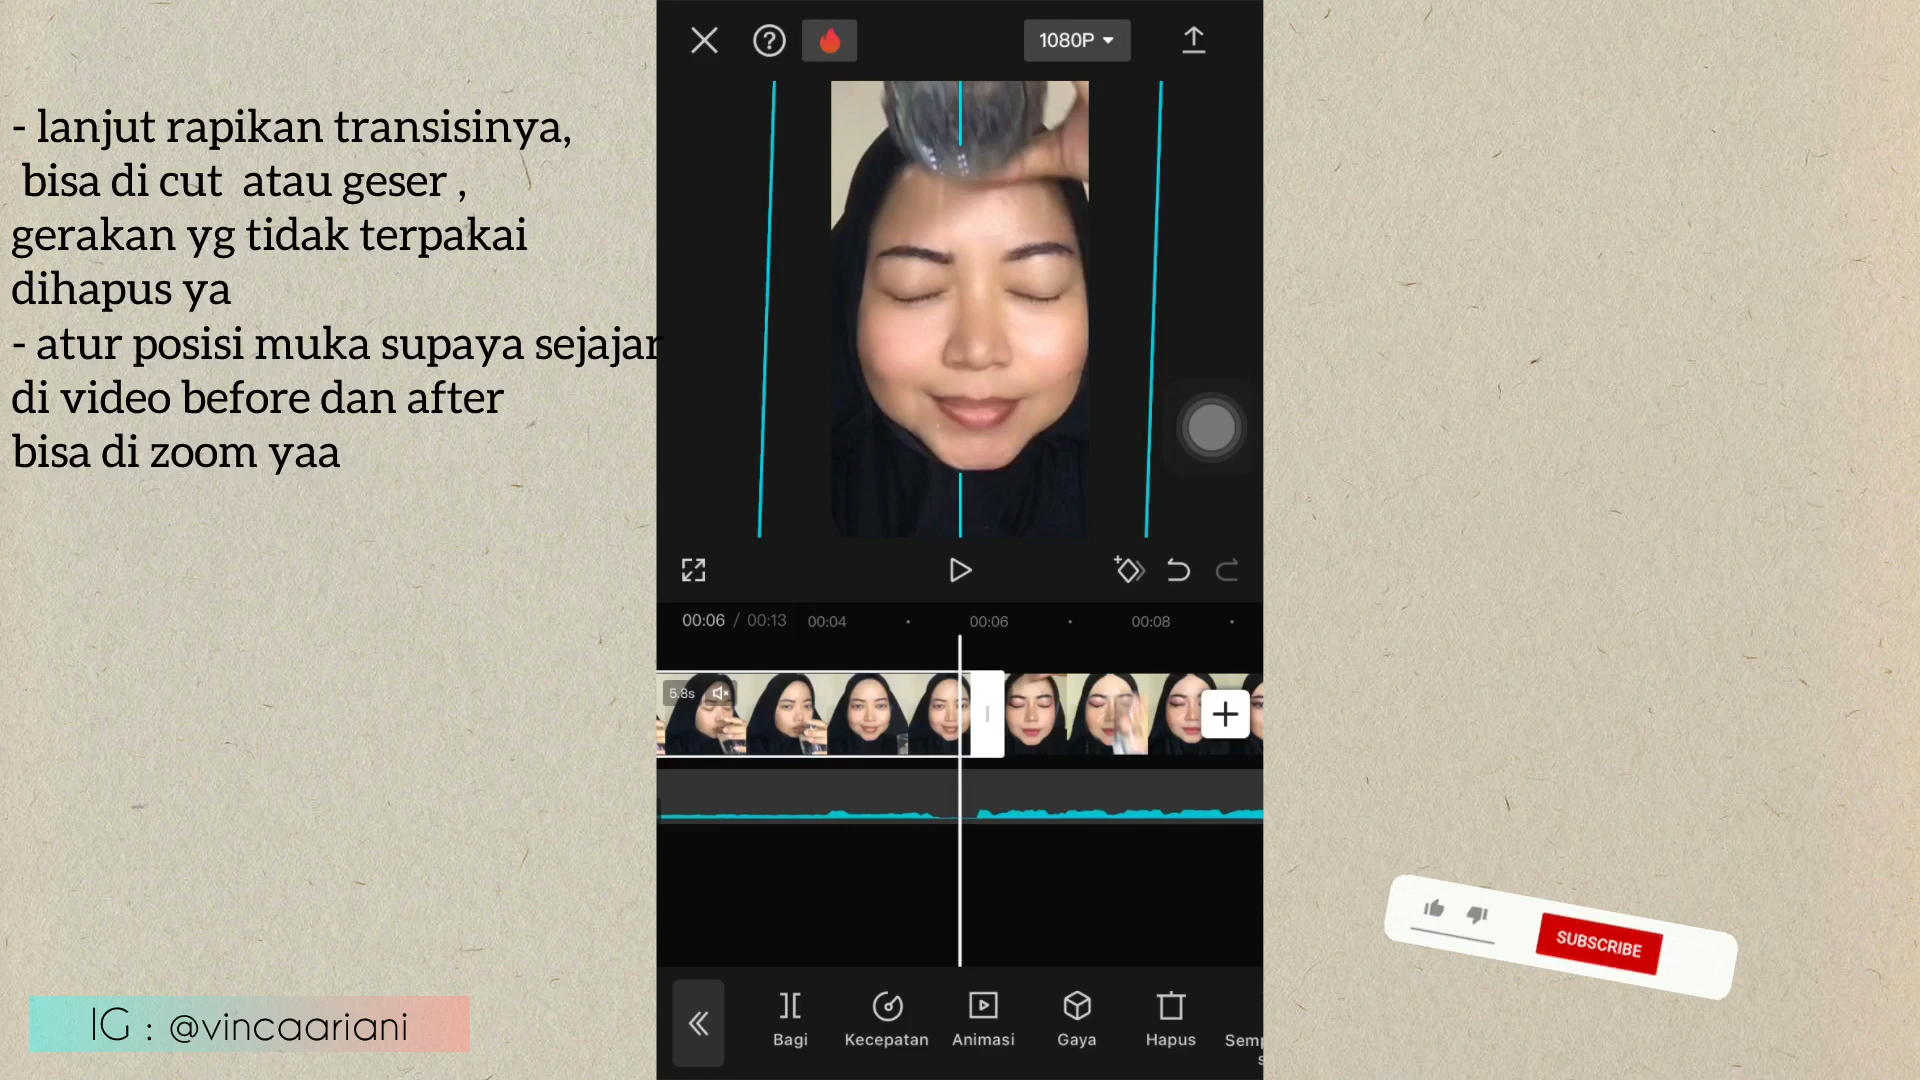 - lanjut rapikan transisinya,
bisa di cut atau geser ,
gerakan yg tidak terpakai
dihapus ya
- atur posisi muka supaya sejajar
di video before dan after
bisa di zoom yaa
1080P
00:06 / 00:13
00:04
00:06
00:08
5.8s
SUBSCRIBE
IG : @vincaariani
Bagi
Kecepatan
Animasi
Gaya
Hapus